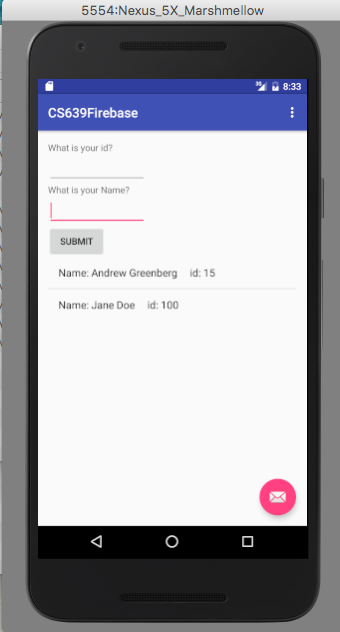 5554:Nexus_5X_Marshmellow
8:33
CS639Firebase
What is your id?
What is your Name?
SUBMIT
Name: Andrew Greenberg id: 15
Name: Jane Doe id: 100